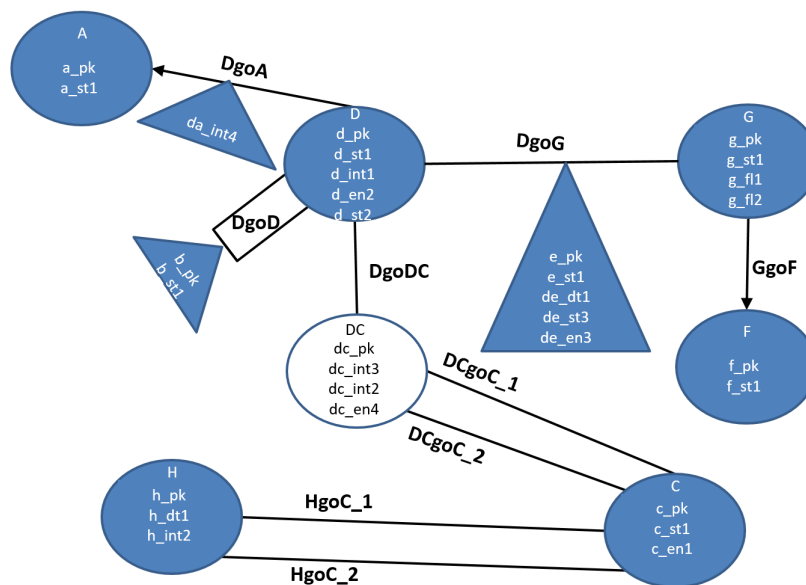 A
a_pk
a_st1
DgoA
da_int4
D
d_pk
d_st1
d_int1
d_en2
d_st2
DgoG
G
g_pk
g_st1
g_fl1
g_fl2
DgoD
b_pk
b_st1
DgoDC
e_pk
e_st1
de_dt1
de_st3
de_en3
GgoF
F
f_pk
f_st1
DC
dc_pk
dc_int3
dc_int2
dc_en4
DCgoC_1
DCgoC_2
H
h_pk
h_dt1
h_int2
HgoC_1
HgoC_2
C
c_pk
c_st1
c_en1